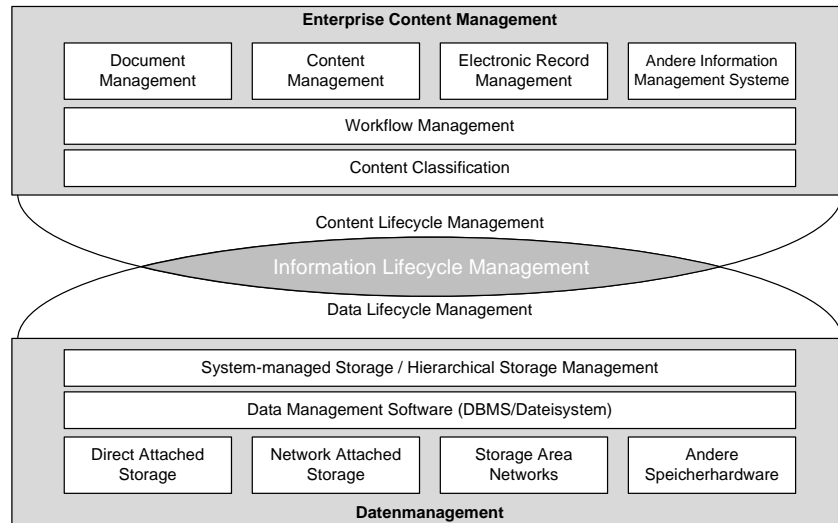 Enterprise Content Management
Document
Management
Content
Management
Electronic Record
Management
Andere Information
Management Systeme
Workflow Management
Content Classification
Content Lifecycle Management
Information Lifecycle Management
Data Lifecycle Management
System-managed Storage / Hierarchical Storage Management
Data Management Software (DBMS/Dateisystem)
Direct Attached
Storage
Network Attached
Storage
Storage Area
Networks
Andere
Speicherhardware
Datenmanagement